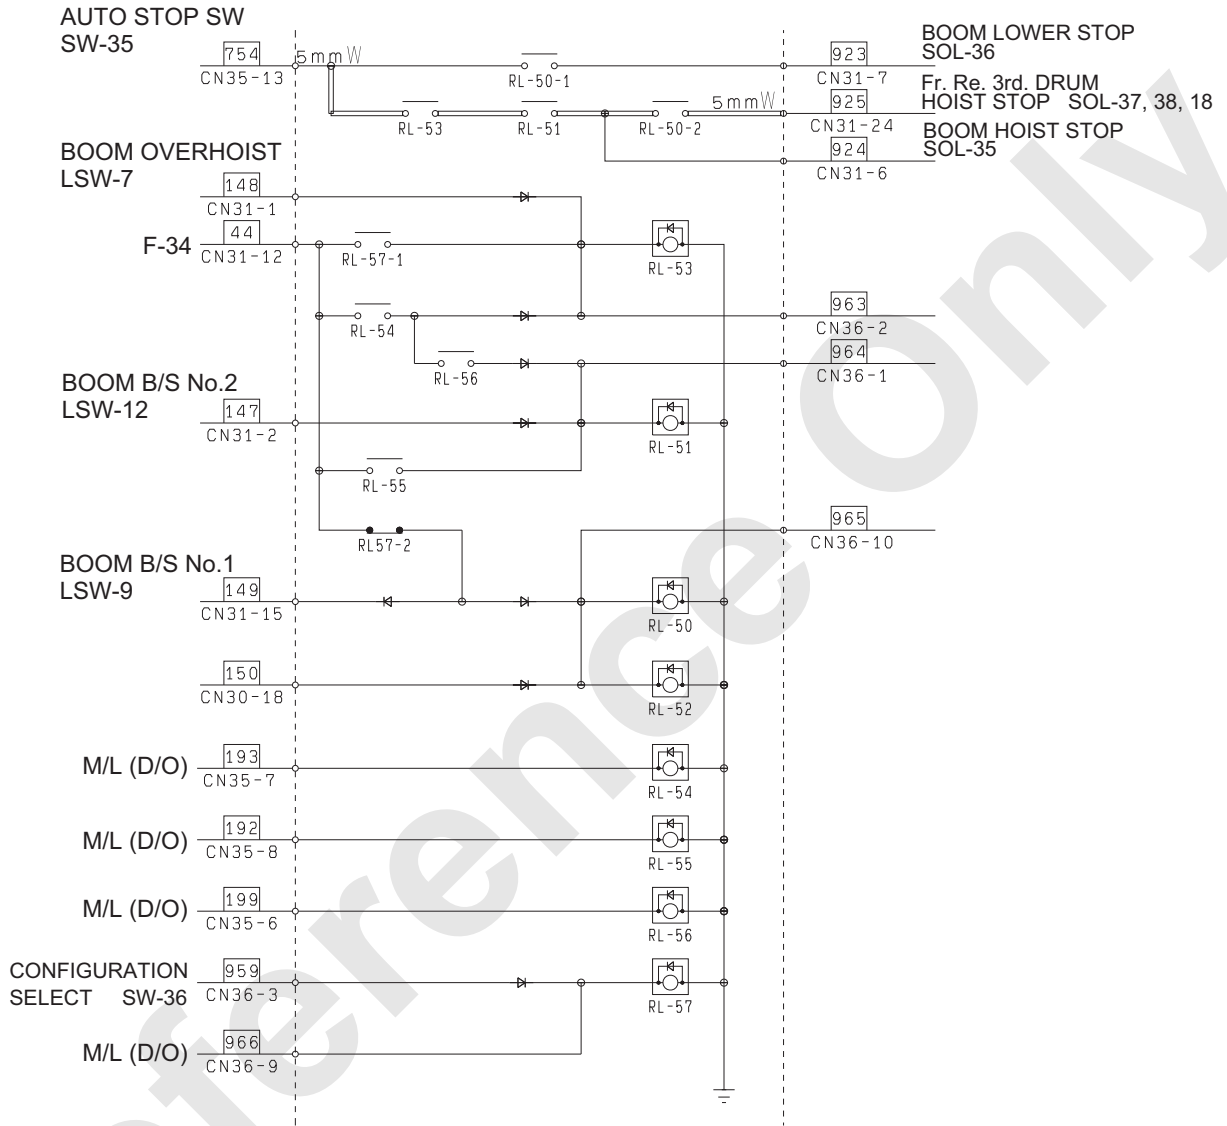 AUTO STOP SW
SW-35
754
CN35-13
5mmW
RL-50-1
923
CN31-7
BOOM LOWER STOP
SOL-36
RL-53
RL-51
RL-50-2
5mmW
925
CN31-24
Fr. Re. 3rd. DRUM
HOIST STOP SOL-37, 38, 18
924
CN31-6
BOOM HOIST STOP
SOL-35
BOOM OVERHOIST
LSW-7
148
CN31-1
F-34
44
CN31-12
RL-57-1
RL-53
RL-54
963
CN36-2
RL-56
964
CN36-1
BOOM B/S No.2
LSW-12
147
CN31-2
RL-51
RL-55
RL57-2
965
CN36-10
BOOM B/S No.1
LSW-9
149
CN31-15
RL-50
150
CN30-18
RL-52
M/L (D/O)
193
CN35-7
RL-54
M/L (D/O)
192
CN35-8
RL-55
M/L (D/O)
199
CN35-6
RL-56
CONFIGURATION
SELECT SW-36
959
CN36-3
RL-57
M/L (D/O)
966
CN36-9
eference Only